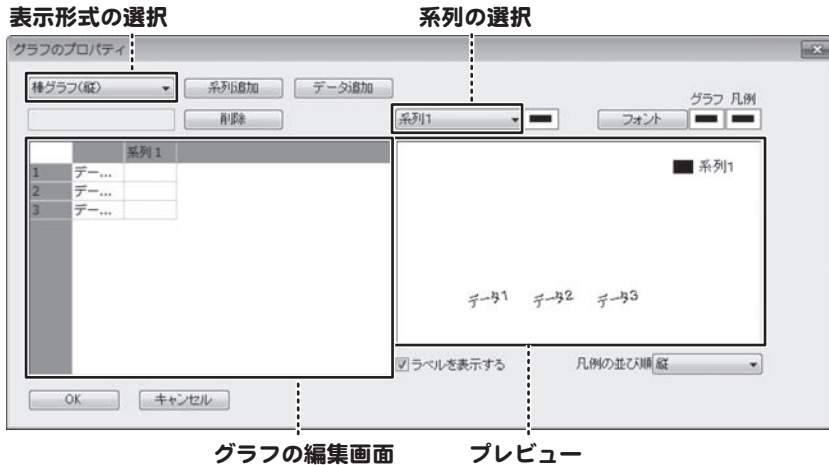 表示形式の選択
系列の選択
グラフのプロパティ
棒グラフ(縦)
系列追加
データ追加
グラフ 凡例
削除
系列1
フォント
系列 1
系列1
1 デー...
2 デー...
3 デー...
データ1 データ2 データ3
ラベルを表示する
凡例の並び順 縦
OK
キャンセル
グラフの編集画面
プレビュー